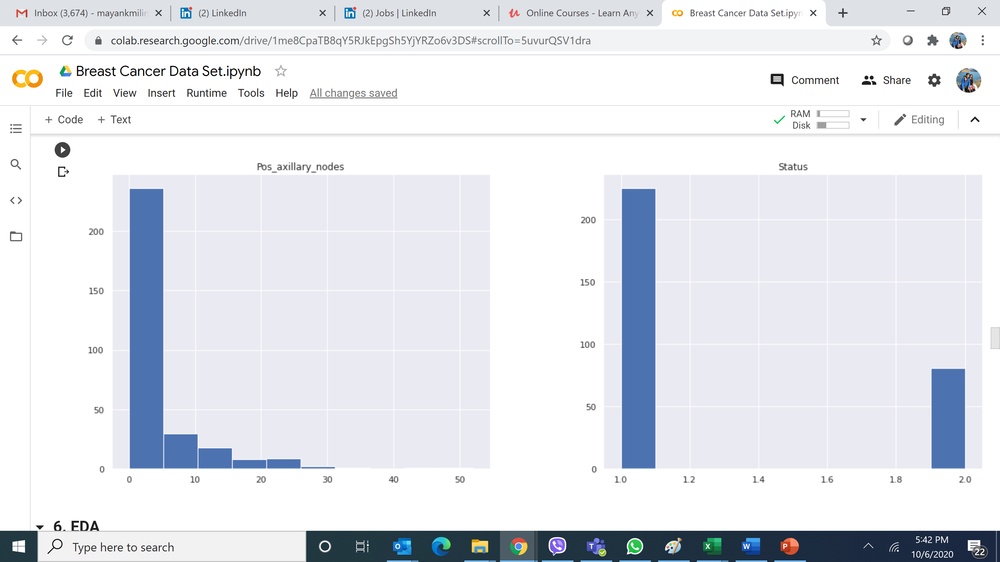 Inbox (3,674) - mayankmilin
(2) LinkedIn
(2) Jobs | LinkedIn
Online Courses - Learn Any
Breast Cancer Data Set.ipyn
colab.research.google.com/drive/1me8CpaTB8qY5RJkEpgSh5YjYRZo6v3DS#scrollTo=5uvurQSV1dra
Breast Cancer Data Set.ipynb
Comment
Share
File Edit View Insert Runtime Tools Help All changes saved
+ Code + Text
RAM
Disk
Editing
Pos_axillary_nodes
200
150
100
50
0
0 10 20 30 40 50
Status
200
150
100
50
0
1.0 1.2 1.4 1.6 1.8 2.0
6. EDA
Type here to search
5:42 PM
10/6/2020
22